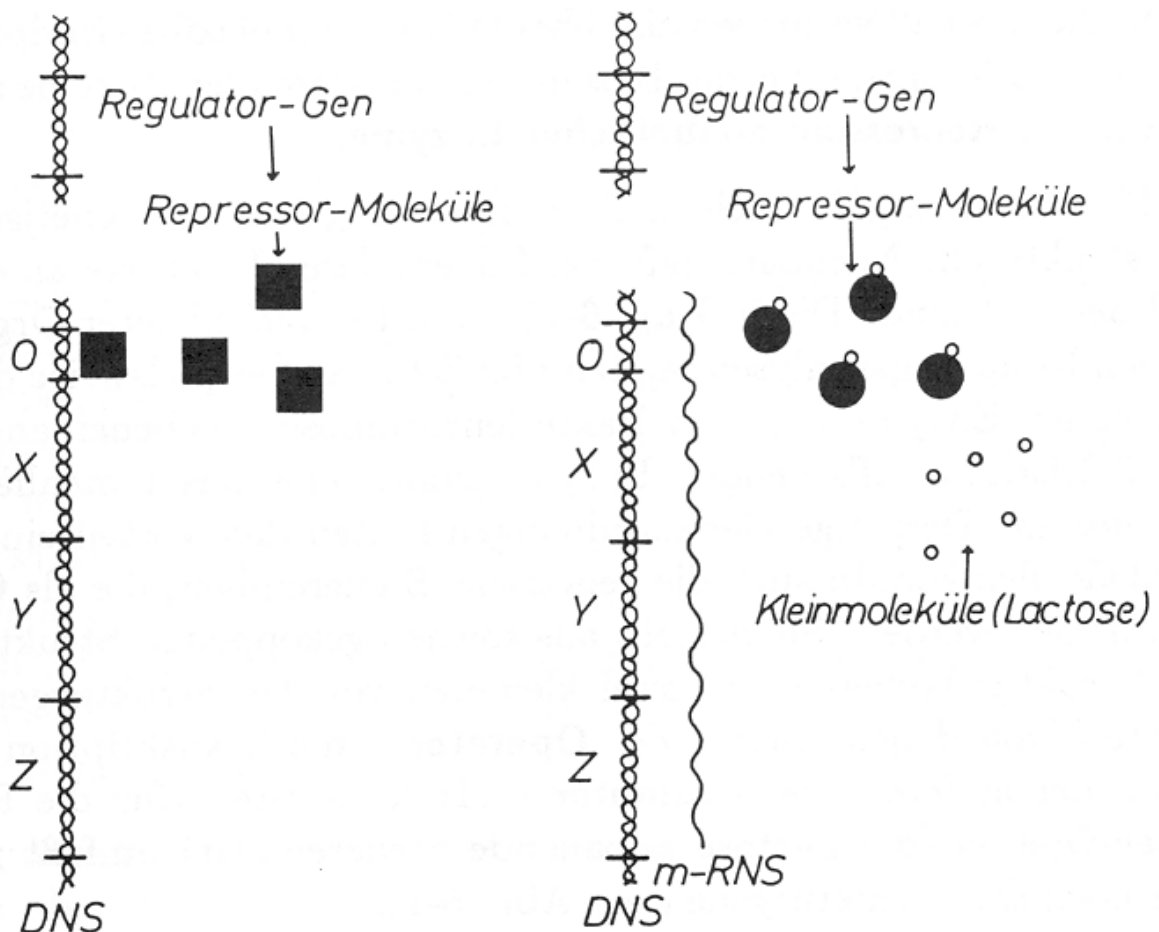 Regulator-Gen
Repressor-Moleküle
O
X
Y
Z
DNS
Regulator-Gen
Repressor-Moleküle
O
X
Y
Z
Kleinmoleküle (Lactose)
m-RNS
DNS